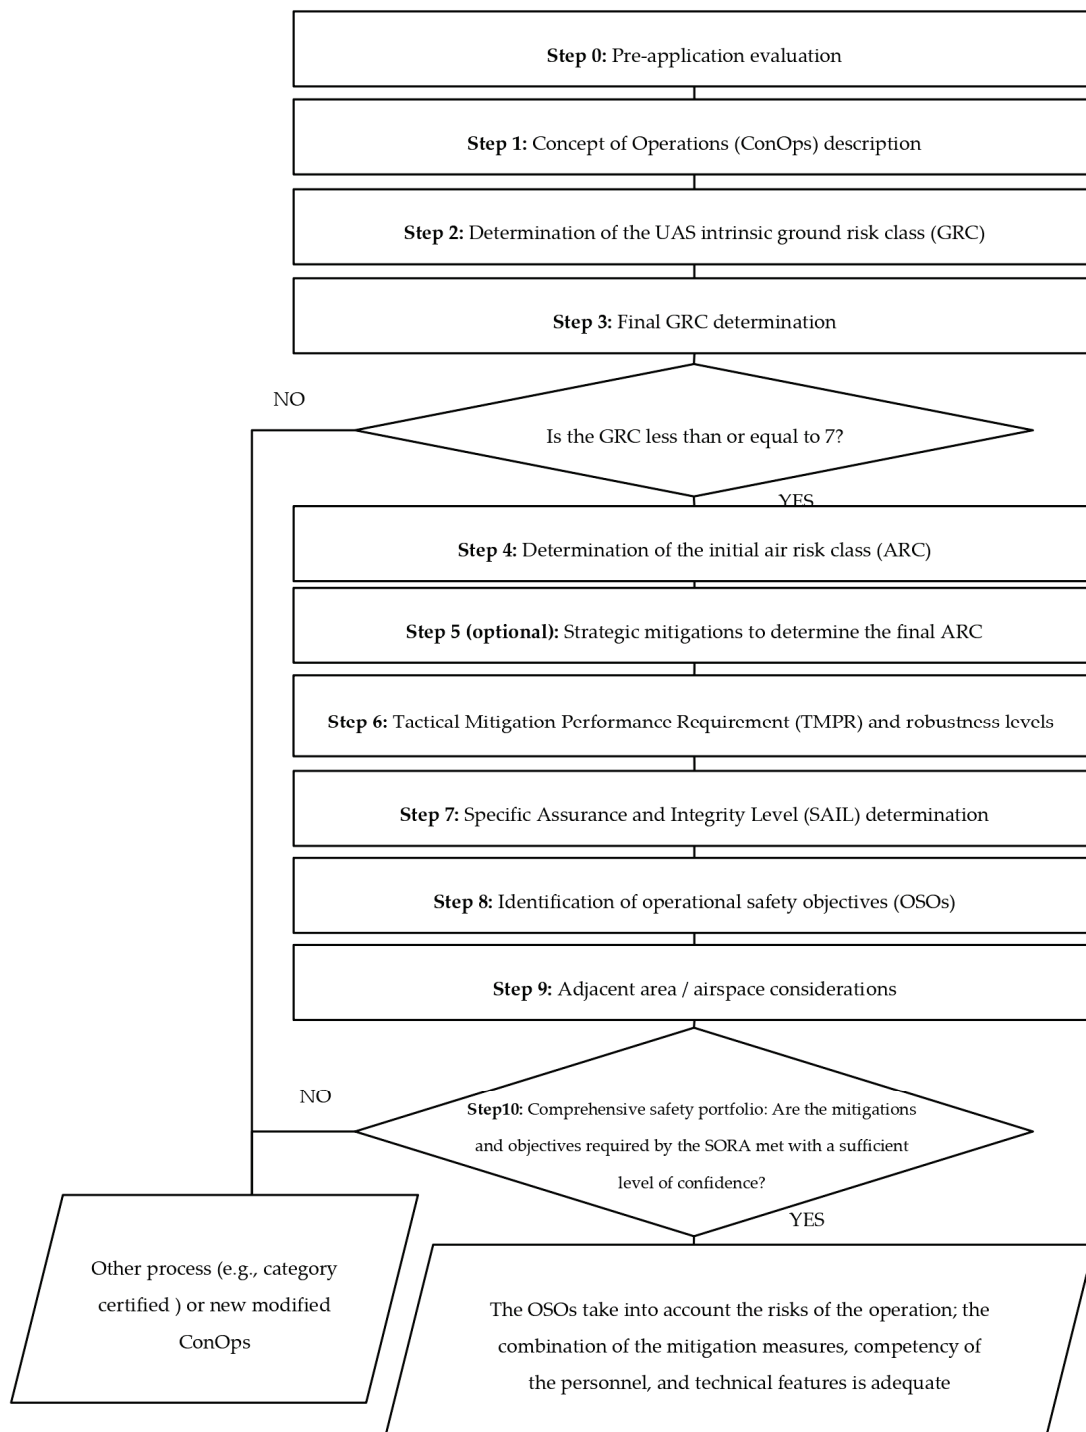 Step 0: Pre-application evaluation
Step 1: Concept of Operations (ConOps) description
Step 2: Determination of the UAS intrinsic ground risk class (GRC)
Step 3: Final GRC determination
NO
Is the GRC less than or equal to 7?
YES
Step 4: Determination of the initial air risk class (ARC)
Step 5 (optional): Strategic mitigations to determine the final ARC
Step 6: Tactical Mitigation Performance Requirement (TMPR) and robustness levels
Step 7: Specific Assurance and Integrity Level (SAIL) determination
Step 8: Identification of operational safety objectives (OSOs)
Step 9: Adjacent area / airspace considerations
NO
Step10: Comprehensive safety portfolio: Are the mitigations
and objectives required by the SORA met with a sufficient
level of confidence?
YES
Other process (e.g., category
certified ) or new modified
ConOps
The OSOs take into account the risks of the operation; the
combination of the mitigation measures, competency of
the personnel, and technical features is adequate